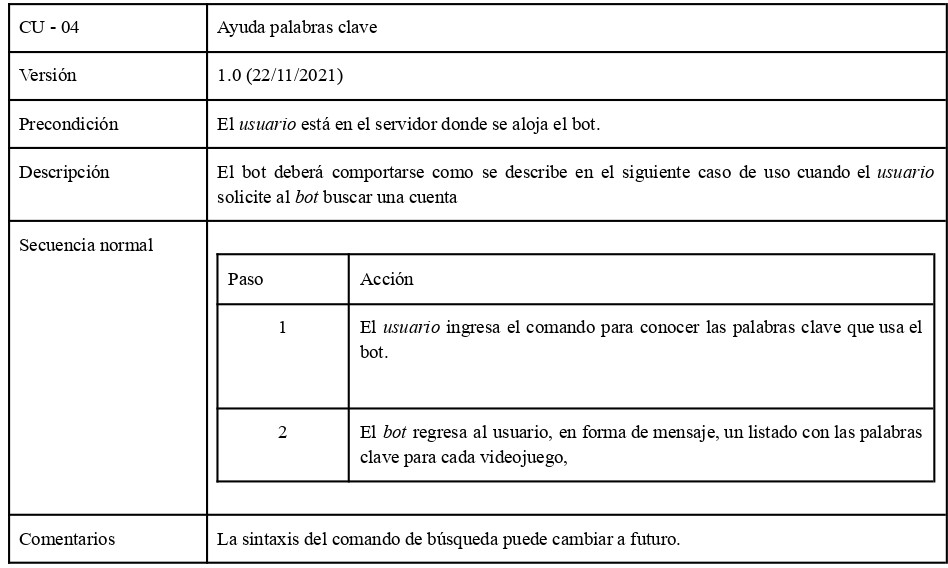 CU - 04
Ayuda palabras clave
Versión
1.0 (22/11/2021)
Precondición
El usuario está en el servidor donde se aloja el bot.
Descripción
El bot deberá comportarse como se describe en el siguiente caso de uso cuando el usuario
solicite al bot buscar una cuenta
Secuencia normal
Paso
Acción
1
El usuario ingresa el comando para conocer las palabras clave que usa el
bot.
2
El bot regresa al usuario, en forma de mensaje, un listado con las palabras
clave para cada videojuego,
Comentarios
La sintaxis del comando de búsqueda puede cambiar a futuro.